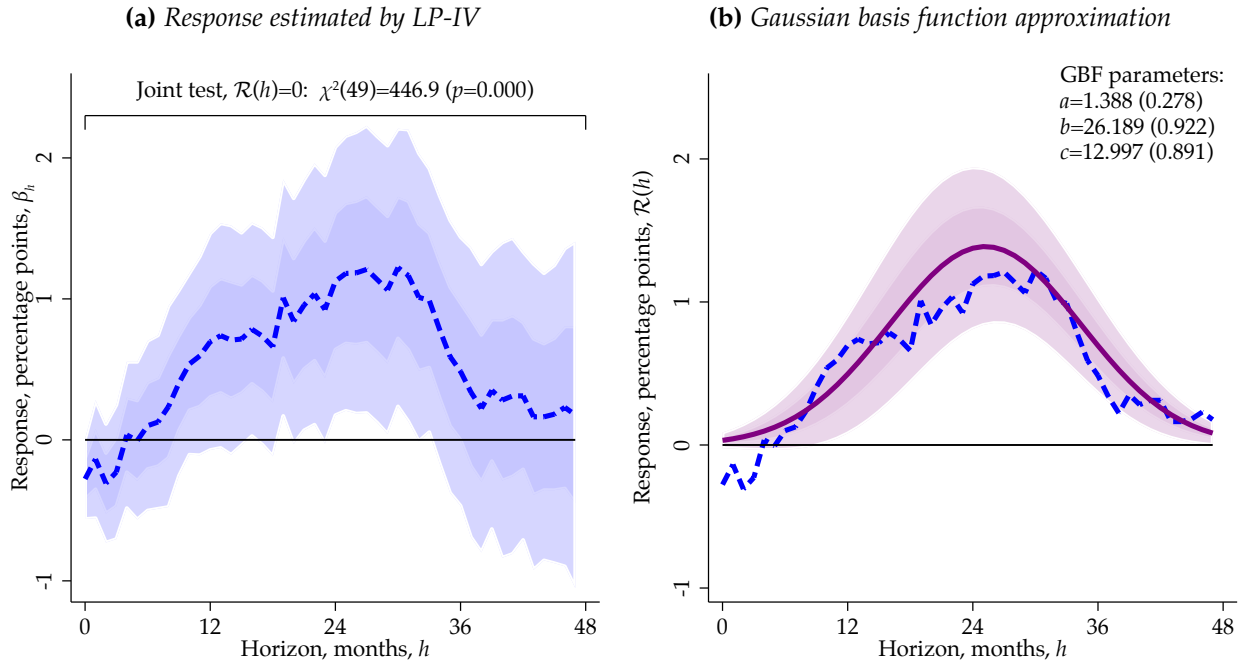 (a) Response estimated by LP-IV
Joint test, ℛ(h)=0: χ²(49)=446.9 (p=0.000)
Response, percentage points, βₕ
2
1
0
-1
0 12 24 36 48
Horizon, months, h
(b) Gaussian basis function approximation
GBF parameters:
a=1.388 (0.278)
b=26.189 (0.922)
c=12.997 (0.891)
Response, percentage points, ℛ(h)
2
1
0
-1
0 12 24 36 48
Horizon, months, h